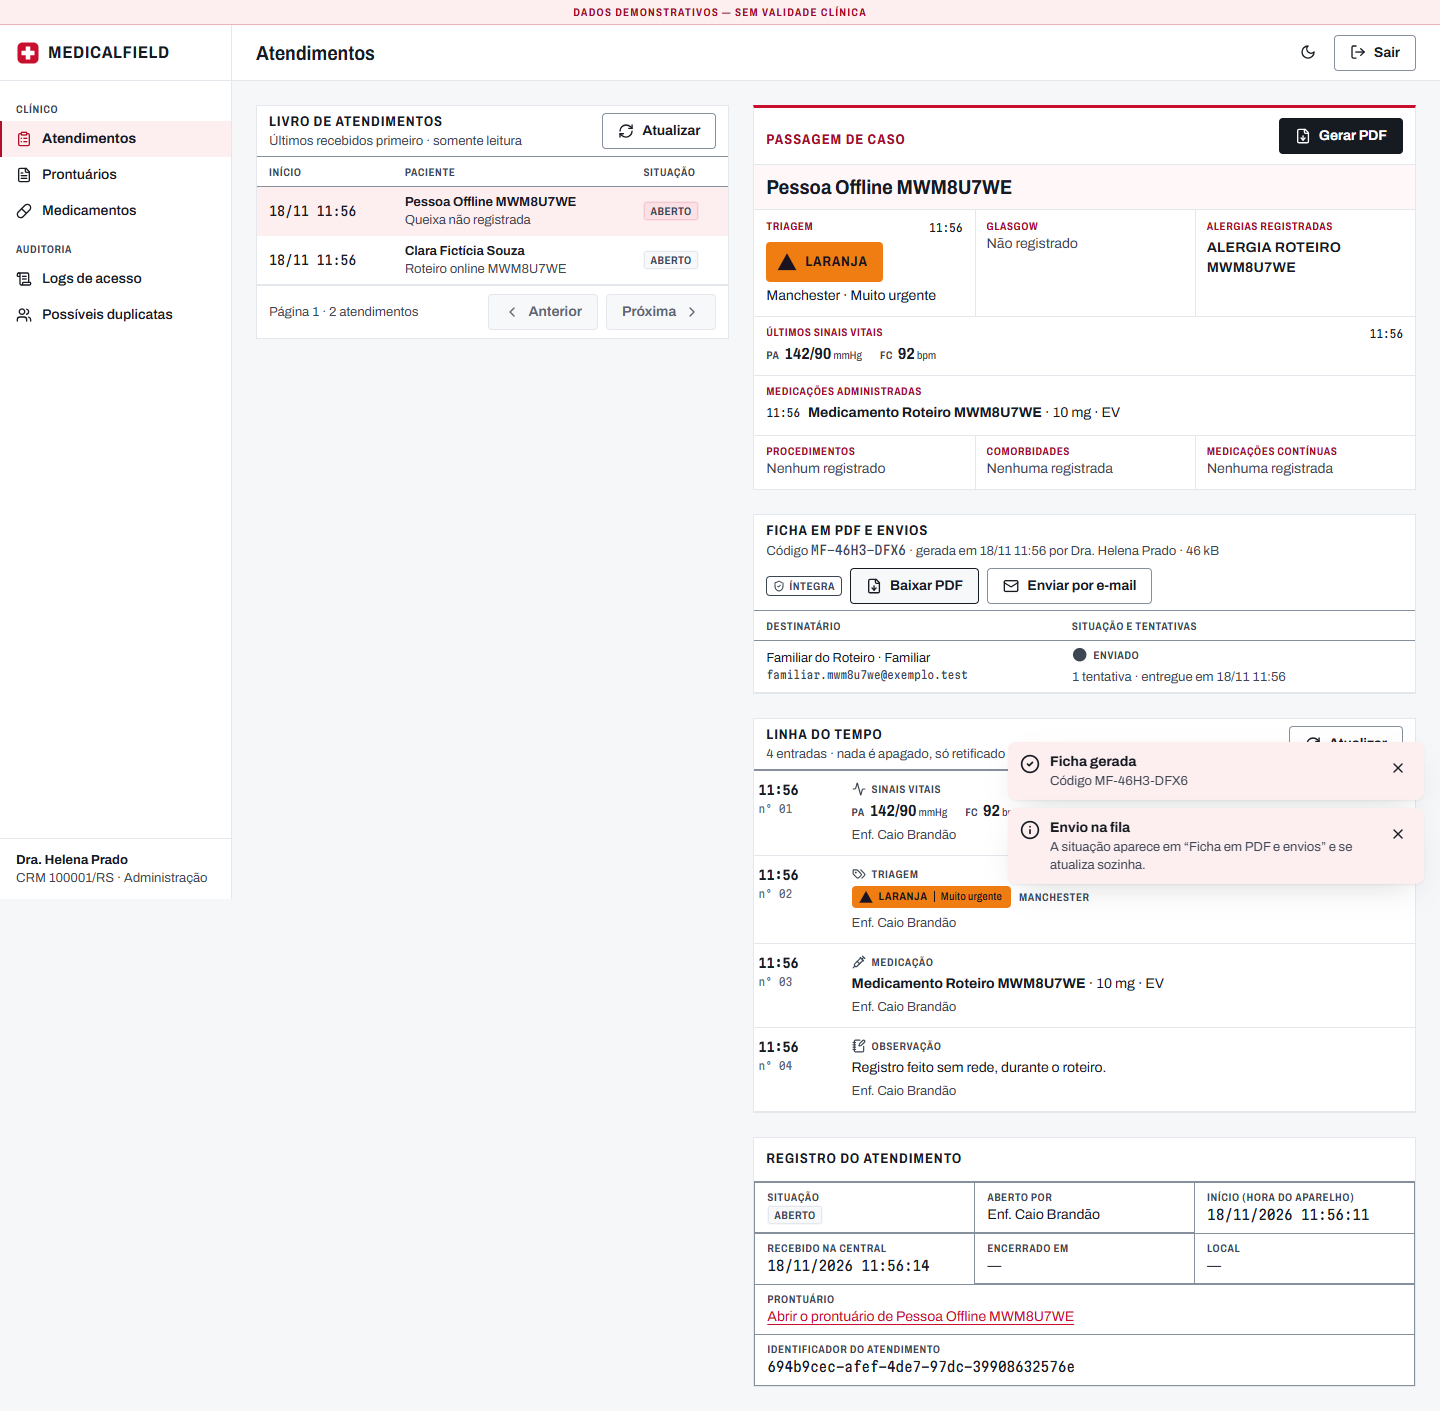 DADOS DEMONSTRATIVOS — SEM VALIDADE CLÍNICA
MEDICALFIELD
Atendimentos
Sair
CLÍNICO
Atendimentos
Prontuários
Medicamentos
AUDITORIA
Logs de acesso
Possíveis duplicatas
Dra. Helena Prado
CRM 100001/RS · Administração
LIVRO DE ATENDIMENTOS
Últimos recebidos primeiro · somente leitura
Atualizar
INÍCIO PACIENTE SITUAÇÃO
18/11 11:56 Pessoa Offline MWM8U7WE ABERTO
Queixa não registrada
18/11 11:56 Clara Fictícia Souza ABERTO
Roteiro online MWM8U7WE
Página 1 · 2 atendimentos Anterior Próxima
PASSAGEM DE CASO
Gerar PDF
Pessoa Offline MWM8U7WE
TRIAGEM 11:56
LARANJA
Manchester · Muito urgente
GLASGOW
Não registrado
ALERGIAS REGISTRADAS
ALERGIA ROTEIRO
MWM8U7WE
ÚLTIMOS SINAIS VITAIS 11:56
PA 142/90 mmHg FC 92 bpm
MEDICAÇÕES ADMINISTRADAS
11:56 Medicamento Roteiro MWM8U7WE · 10 mg · EV
PROCEDIMENTOS
Nenhum registrado
COMORBIDADES
Nenhuma registrada
MEDICAÇÕES CONTÍNUAS
Nenhuma registrada
FICHA EM PDF E ENVIOS
Código MF-46H3-DFX6 · gerada em 18/11 11:56 por Dra. Helena Prado · 46 kB
ÍNTEGRA Baixar PDF Enviar por e-mail
DESTINATÁRIO SITUAÇÃO E TENTATIVAS
Familiar do Roteiro · Familiar ENVIADO
familiar.mwm8u7we@exemplo.test 1 tentativa · entregue em 18/11 11:56
LINHA DO TEMPO
4 entradas · nada é apagado, só retificado
Atualizar
Ficha gerada
Código MF-46H3-DFX6
Envio na fila
A situação aparece em “Ficha em PDF e envios” e se
atualiza sozinha.
11:56 SINAIS VITAIS
n° 01 PA 142/90 mmHg FC 92
Enf. Caio Brandão
11:56 TRIAGEM
n° 02 LARANJA | Muito urgente MANCHESTER
Enf. Caio Brandão
11:56 MEDICAÇÃO
n° 03 Medicamento Roteiro MWM8U7WE · 10 mg · EV
Enf. Caio Brandão
11:56 OBSERVAÇÃO
n° 04 Registro feito sem rede, durante o roteiro.
Enf. Caio Brandão
REGISTRO DO ATENDIMENTO
SITUAÇÃO
ABERTO
ABERTO POR
Enf. Caio Brandão
INÍCIO (HORA DO APARELHO)
18/11/2026 11:56:11
RECEBIDO NA CENTRAL
18/11/2026 11:56:14
ENCERRADO EM
—
LOCAL
—
PRONTUÁRIO
Abrir o prontuário de Pessoa Offline MWM8U7WE
IDENTIFICADOR DO ATENDIMENTO
694b9cec-afef-4de7-97dc-39908632576e